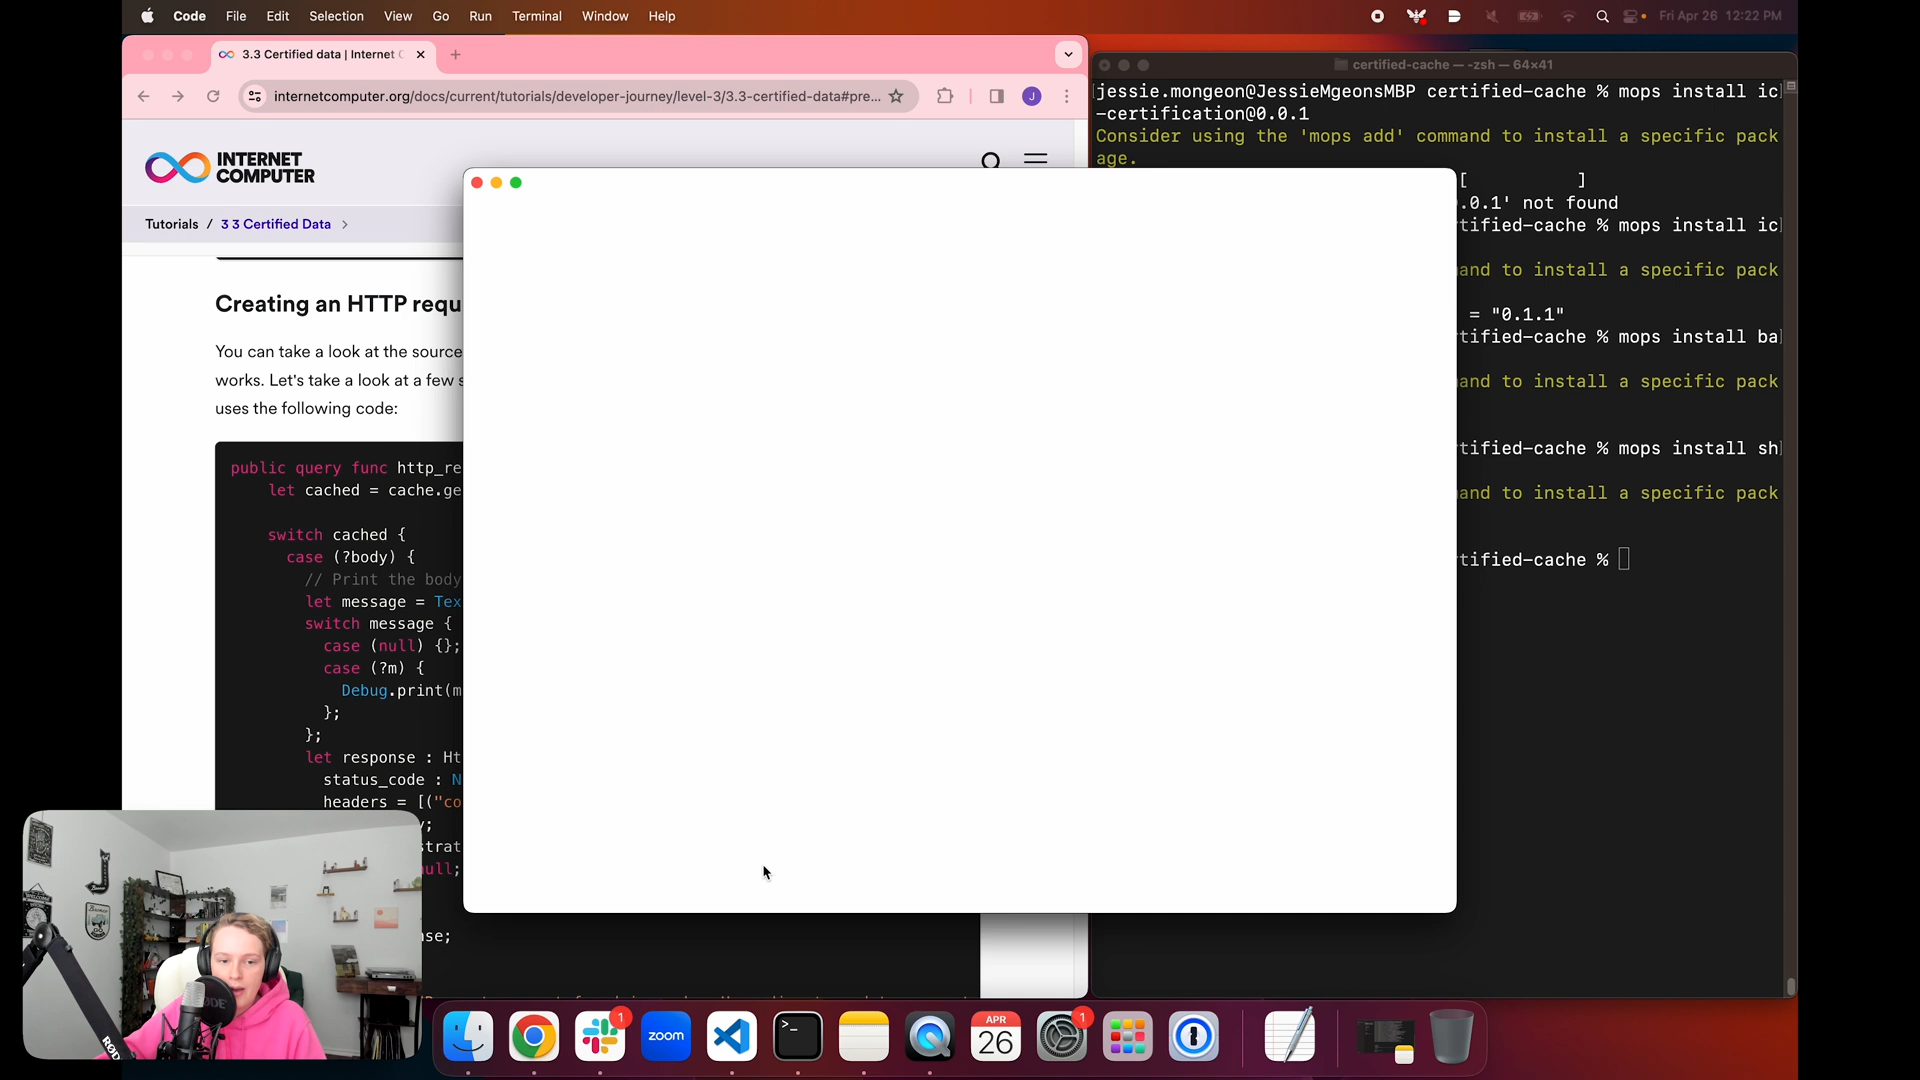 Code File Edit Selection View Go Run Terminal Window Help
Fri Apr 26 12:22 PM
3.3 Certified data | Internet C
internetcomputer.org/docs/current/tutorials/developer-journey/level-3/3.3-certified-data#pre...
J
INTERNET
COMPUTER
Tutorials / 3 3 Certified Data >
Creating an HTTP requ
You can take a look at the source
works. Let's take a look at a few s
uses the following code:
public query func http_re
let cached = cache.ge
switch cached {
case (?body) {
// Print the body
let message = Tex
switch message {
case (null) {};
case (?m) {
Debug.print(m
};
};
let response : Ht
status_code : N
headers = [("co
y;
strat
ull;
nse;
certified-cache — -zsh — 64×41
jessie.mongeon@JessieMgeonsMBP certified-cache % mops install ic
-certification@0.0.1
Consider using the 'mops add' command to install a specific pack
age.
[ ]
.0.1' not found
tified-cache % mops install ic
and to install a specific pack
= "0.1.1"
tified-cache % mops install ba
and to install a specific pack
tified-cache % mops install sh
and to install a specific pack
tified-cache %
RØDE
1
zoom
>_
APR
26
1